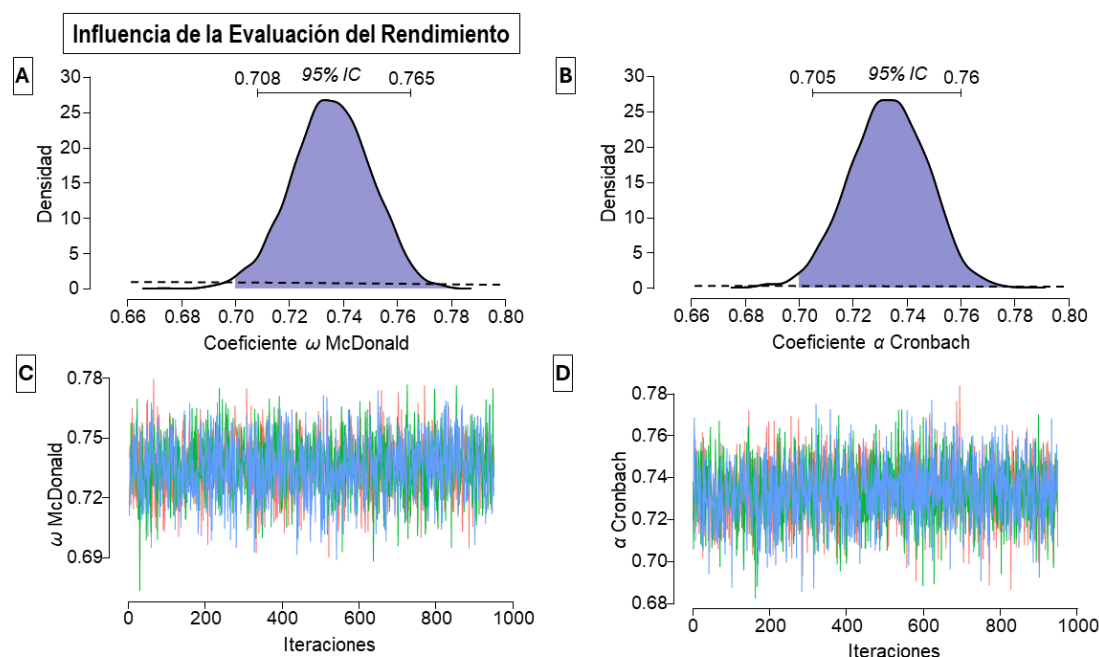 Influencia de la Evaluación del Rendimiento
A
0.708 95% IC 0.765
30
25
20
15
10
5
0
Densidad
0.66 0.68 0.70 0.72 0.74 0.76 0.78 0.80
Coeficiente ω McDonald
B
0.705 95% IC 0.76
30
25
20
15
10
5
0
Densidad
0.66 0.68 0.70 0.72 0.74 0.76 0.78 0.80
Coeficiente α Cronbach
C
0.78
0.75
0.72
0.69
ω McDonald
0 200 400 600 800 1000
Iteraciones
D
0.78
0.76
0.74
0.72
0.70
0.68
α Cronbach
0 200 400 600 800 1000
Iteraciones